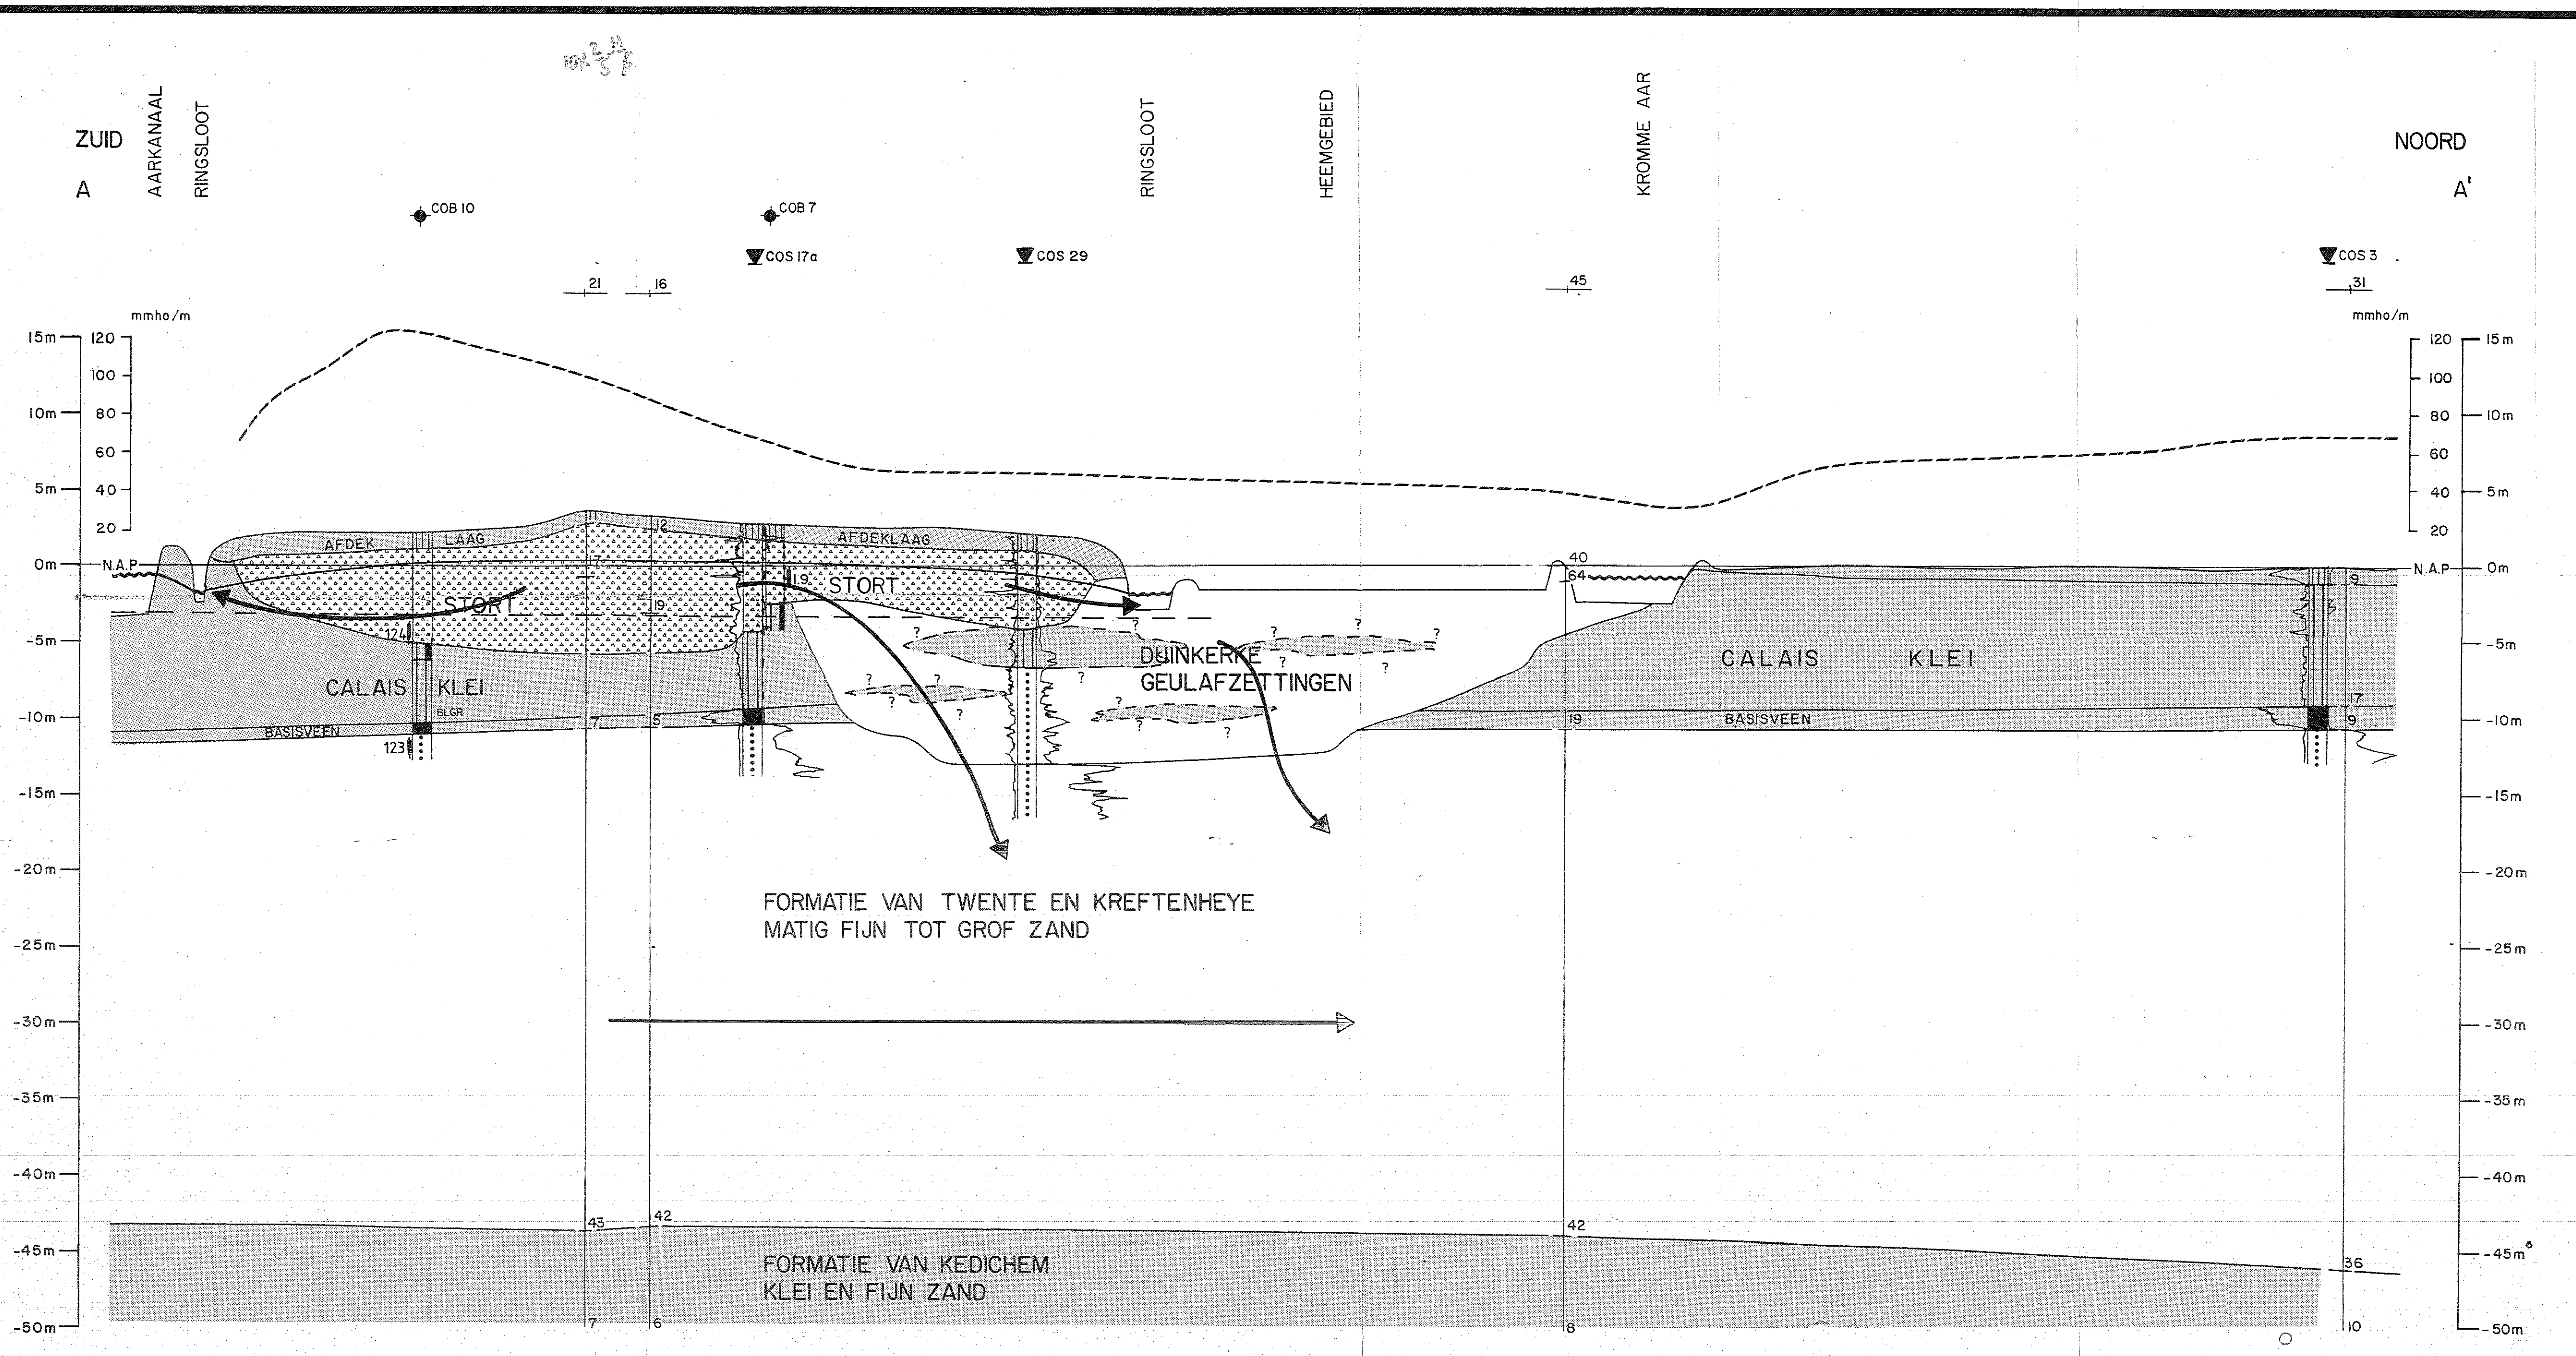 ZUID
A
AARKANAAL
RINGSLOOT
RINGSLOOT
HEEMGEBIED
KROMME AAR
NOORD
A'
COB 10
COB 7
COS 17a
COS 29
COS 3
21
16
45
31
mmho/m
mmho/m
15m
10m
5m
0m
-5m
-10m
-15m
-20m
-25m
-30m
-35m
-40m
-45m
-50m
120
100
80
60
40
20
120
100
80
60
40
20
15m
10m
5m
0m
-5m
-10m
-15m
-20m
-25m
-30m
-35m
-40m
-45m
-50m
N.A.P.
N.A.P.
AFDEK LAAG
AFDEKLAAG
11
12
17
19
1.9
STORT
STORT
40
64
9
124
? ? ? ? ? ? ? ?
DUINKERKE
GEULAFZETTINGEN
? ? ? ? ? ? ? ?
CALAIS KLEI
CALAIS KLEI
BLGR
BASISVEEN
7
5
19
BASISVEEN
17
9
123
FORMATIE VAN TWENTE EN KREFTENHEYE
MATIG FIJN TOT GROF ZAND
43
42
42
36
FORMATIE VAN KEDICHEM
KLEI EN FIJN ZAND
7
6
8
10